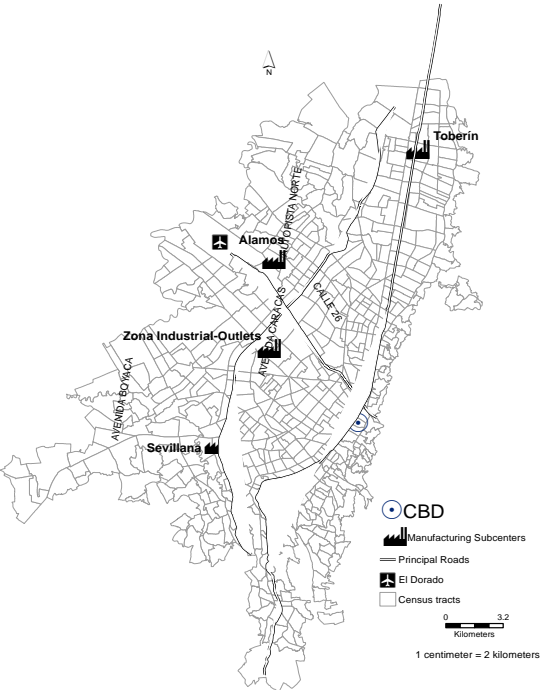 N
Toberín
AUTOPISTA NORTE
Alamos
CALLE 26
AVENIDA CARACAS
Zona Industrial-Outlets
AVENIDA BOYACA
Sevillana
CBD
Manufacturing Subcenters
Principal Roads
El Dorado
Census tracts
0 3.2
Kilometers
1 centimeter = 2 kilometers